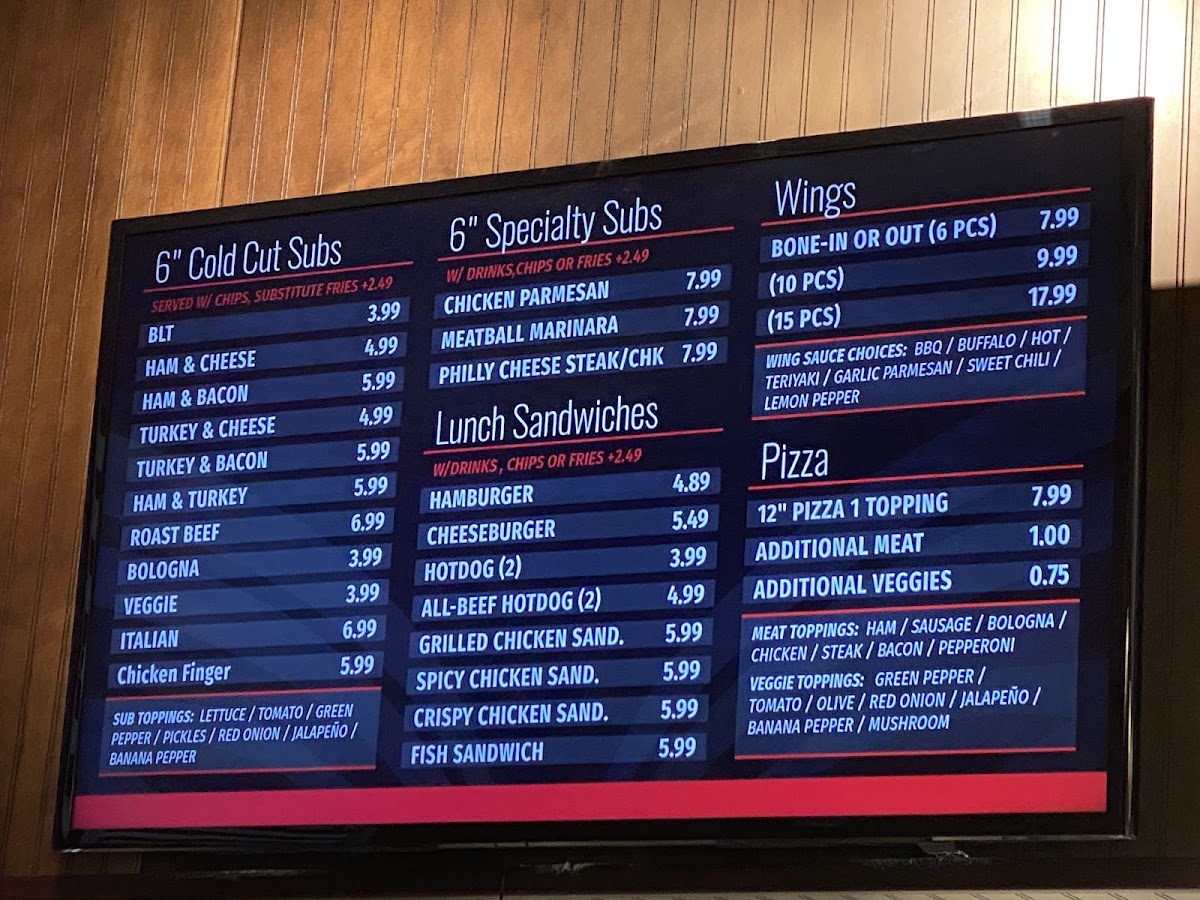 6" Cold Cut Subs
SERVED W/ CHIPS, SUBSTITUTE FRIES +2.49
BLT 3.99
HAM & CHEESE 4.99
HAM & BACON 5.99
TURKEY & CHEESE 4.99
TURKEY & BACON 5.99
HAM & TURKEY 5.99
ROAST BEEF 6.99
BOLOGNA 3.99
VEGGIE 3.99
ITALIAN 6.99
Chicken Finger 5.99
SUB TOPPINGS: LETTUCE / TOMATO / GREEN
PEPPER / PICKLES / RED ONION / JALAPEÑO /
BANANA PEPPER
6" Specialty Subs
W/ DRINKS,CHIPS OR FRIES +2.49
CHICKEN PARMESAN 7.99
MEATBALL MARINARA 7.99
PHILLY CHEESE STEAK/CHK 7.99
Lunch Sandwiches
W/DRINKS, CHIPS OR FRIES +2.49
HAMBURGER 4.89
CHEESEBURGER 5.49
HOTDOG (2) 3.99
ALL-BEEF HOTDOG (2) 4.99
GRILLED CHICKEN SAND. 5.99
SPICY CHICKEN SAND. 5.99
CRISPY CHICKEN SAND. 5.99
FISH SANDWICH 5.99
Wings
BONE-IN OR OUT (6 PCS) 7.99
(10 PCS) 9.99
(15 PCS) 17.99
WING SAUCE CHOICES: BBQ / BUFFALO / HOT /
TERIYAKI / GARLIC PARMESAN / SWEET CHILI /
LEMON PEPPER
Pizza
12" PIZZA 1 TOPPING 7.99
ADDITIONAL MEAT 1.00
ADDITIONAL VEGGIES 0.75
MEAT TOPPINGS: HAM / SAUSAGE / BOLOGNA /
CHICKEN / STEAK / BACON / PEPPERONI
VEGGIE TOPPINGS: GREEN PEPPER /
TOMATO / OLIVE / RED ONION / JALAPEÑO /
BANANA PEPPER / MUSHROOM